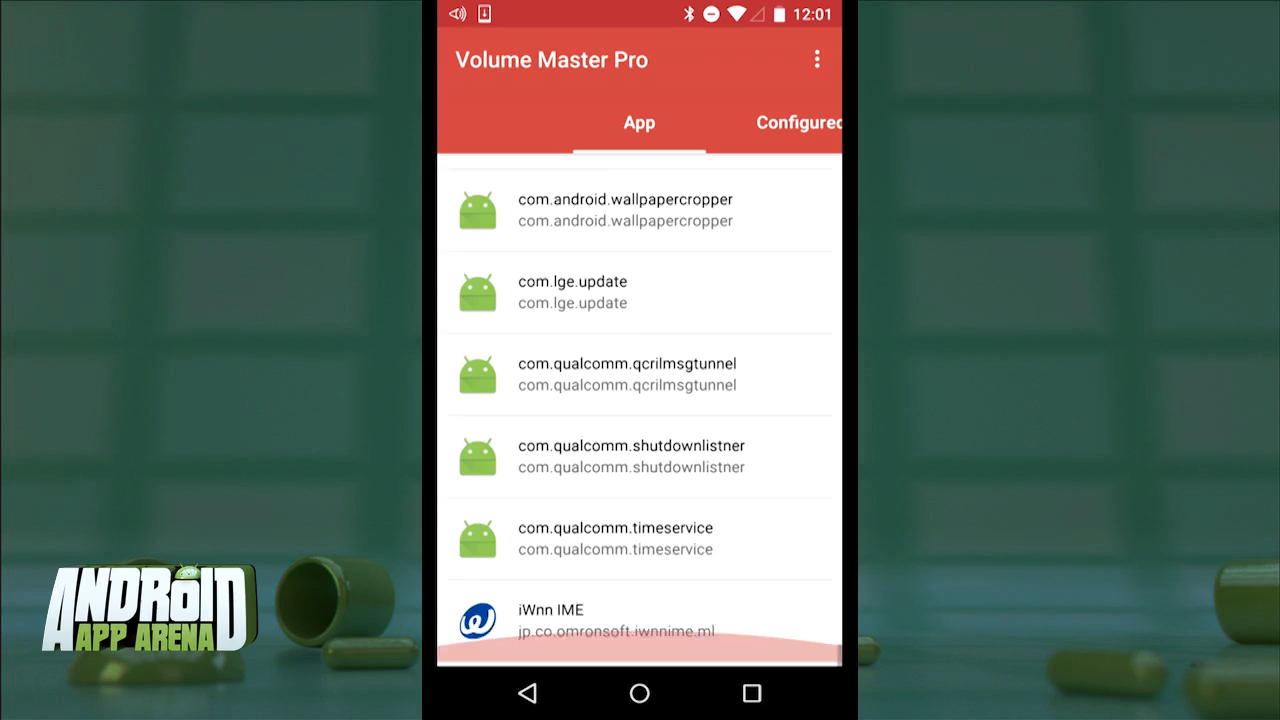 12:01
Volume Master Pro
App
Configured
com.android.wallpapercropper
com.android.wallpapercropper
com.lge.update
com.lge.update
com.qualcomm.qcrilmsgtunnel
com.qualcomm.qcrilmsgtunnel
com.qualcomm.shutdownlistner
com.qualcomm.shutdownlistner
com.qualcomm.timeservice
com.qualcomm.timeservice
iWnn IME
jp.co.omronsoft.iwnnime.ml
ANDROID
APP ARENA